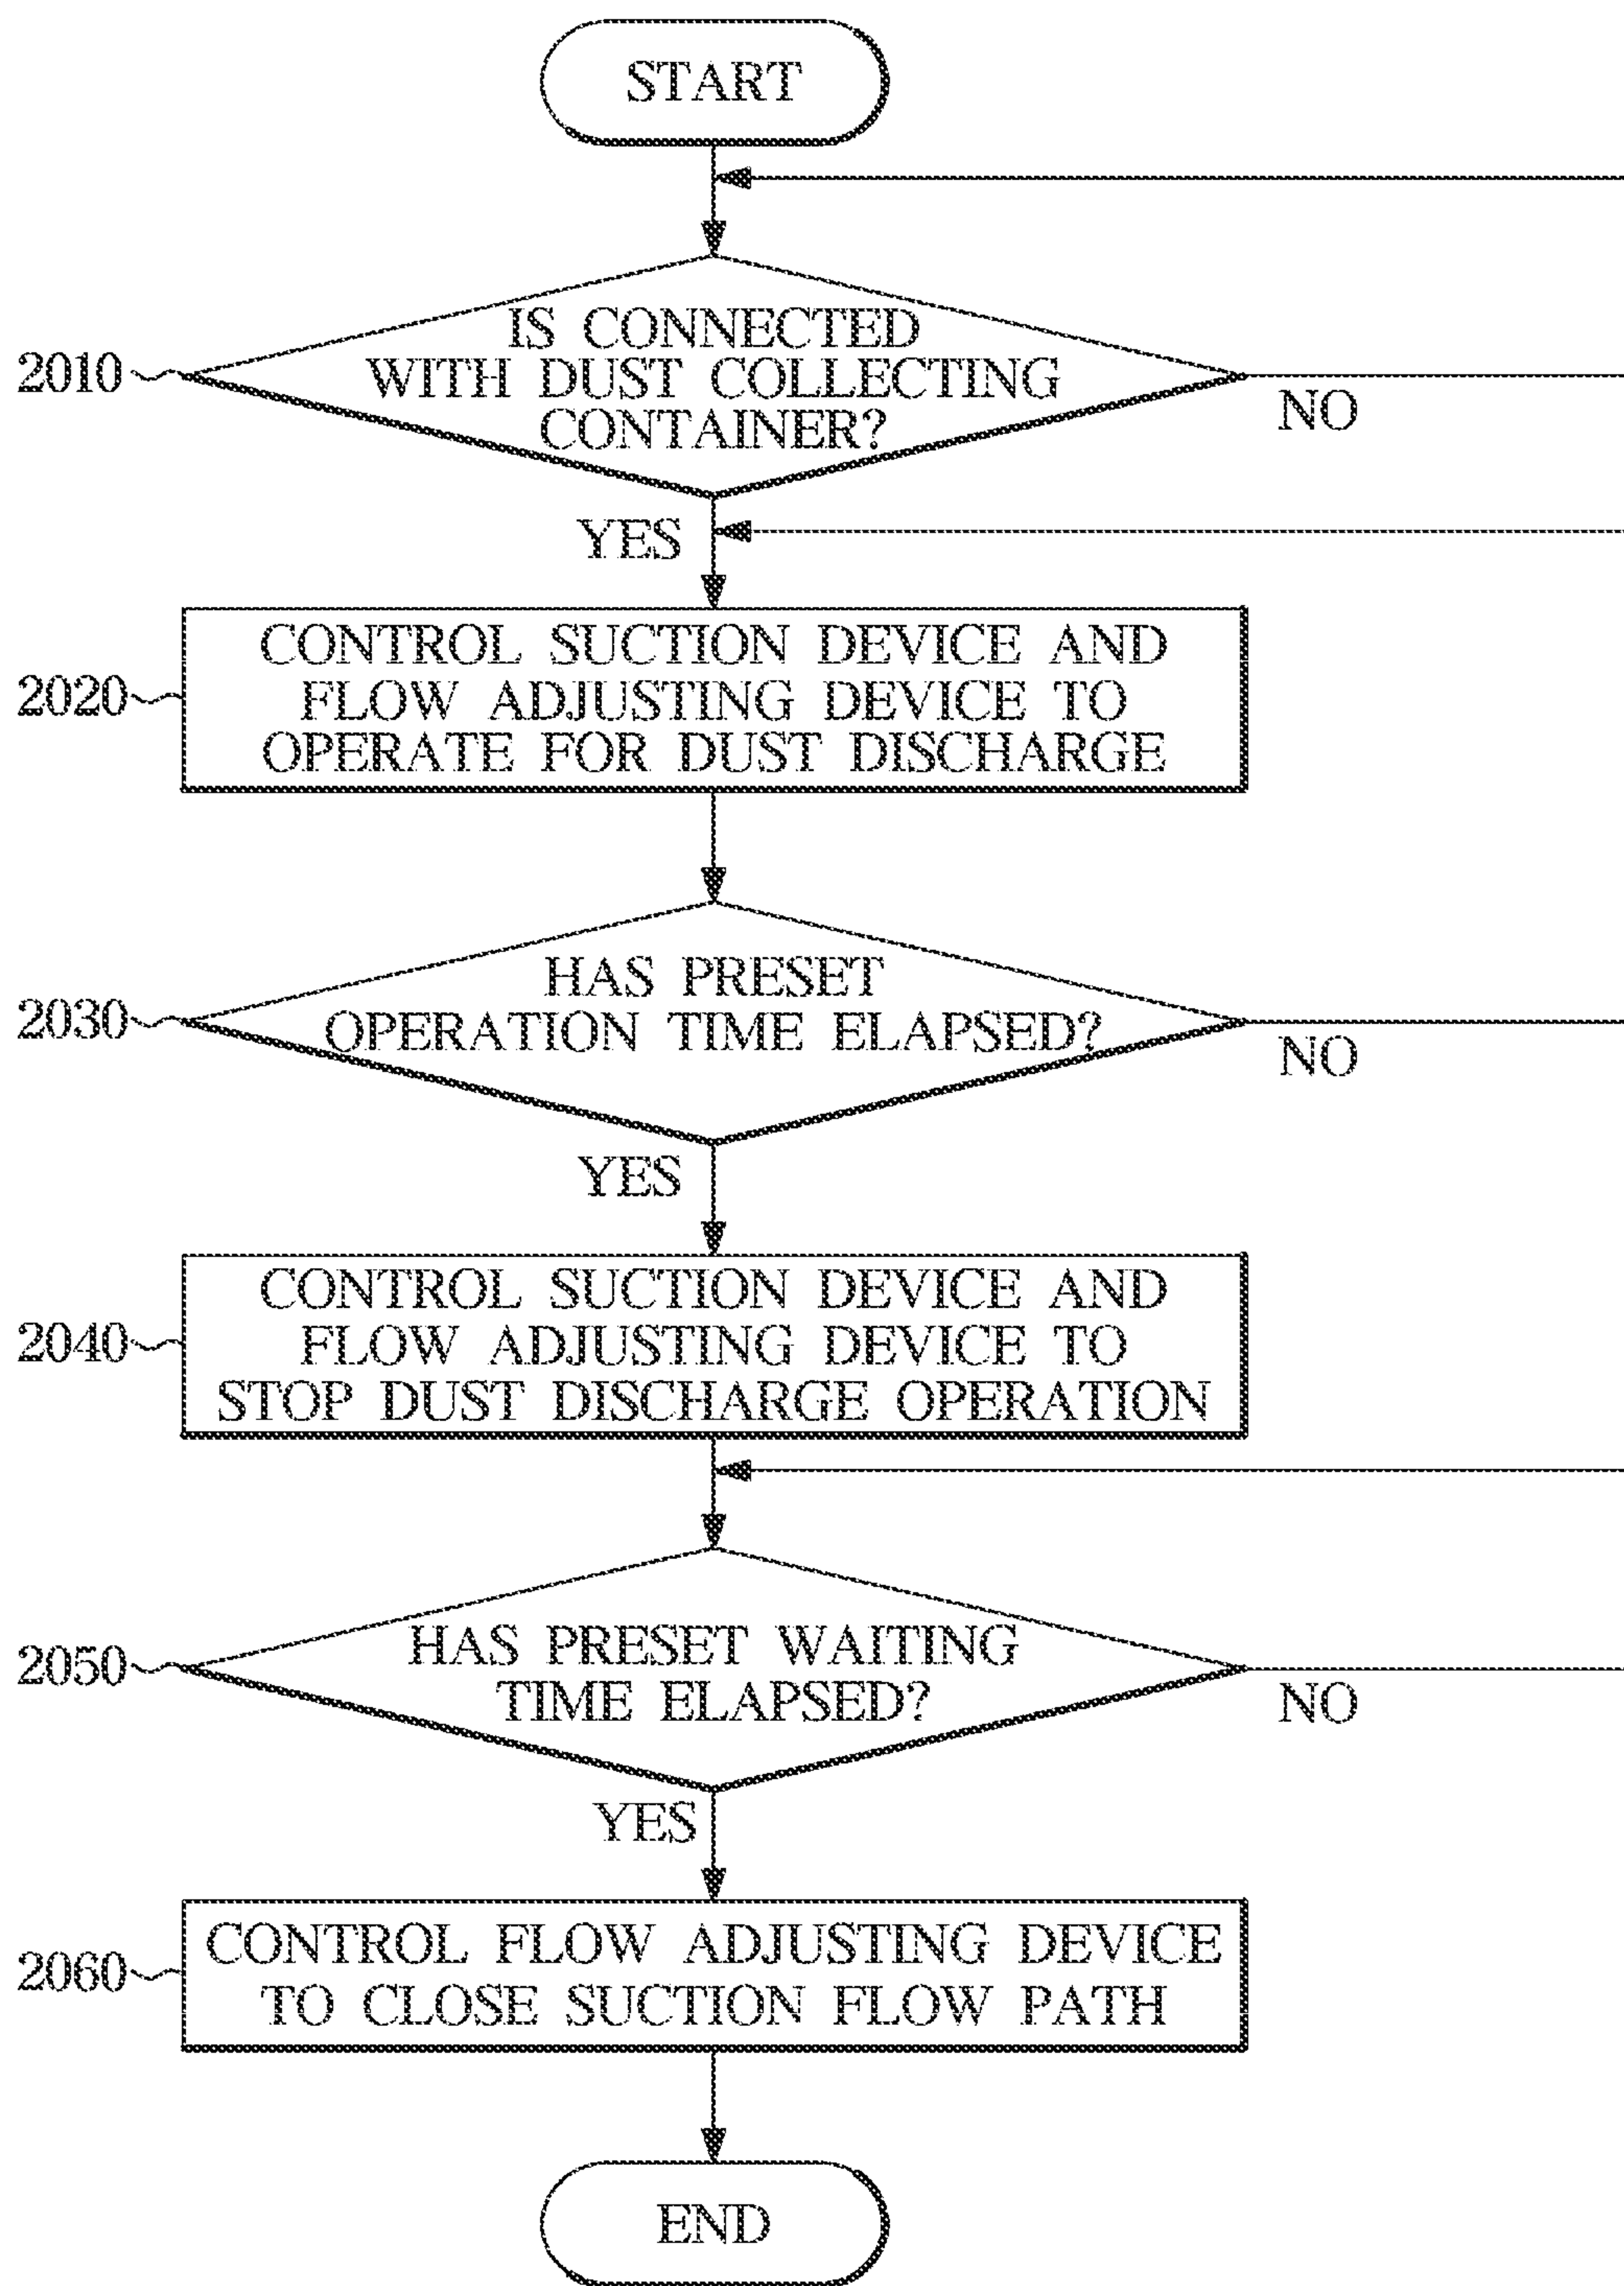 START
IS CONNECTED
WITH DUST COLLECTING
CONTAINER?
2010
NO
YES
CONTROL SUCTION DEVICE AND
FLOW ADJUSTING DEVICE TO
OPERATE FOR DUST DISCHARGE
2020
HAS PRESET
OPERATION TIME ELAPSED?
2030
NO
YES
CONTROL SUCTION DEVICE AND
FLOW ADJUSTING DEVICE TO
STOP DUST DISCHARGE OPERATION
2040
HAS PRESET WAITING
TIME ELAPSED?
2050
NO
YES
CONTROL FLOW ADJUSTING DEVICE
TO CLOSE SUCTION FLOW PATH
2060
END